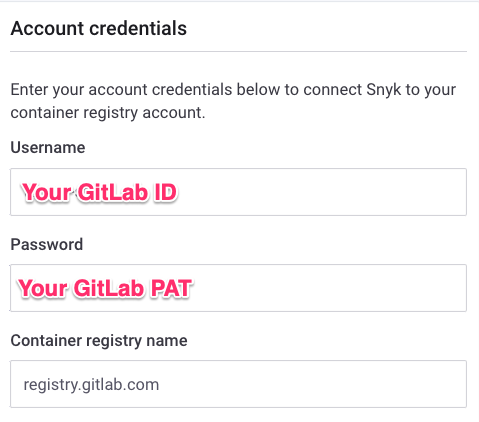 Account credentials
Enter your account credentials below to connect Snyk to your
container registry account.
Username
Your GitLab ID
Password
Your GitLab PAT
Container registry name
registry.gitlab.com